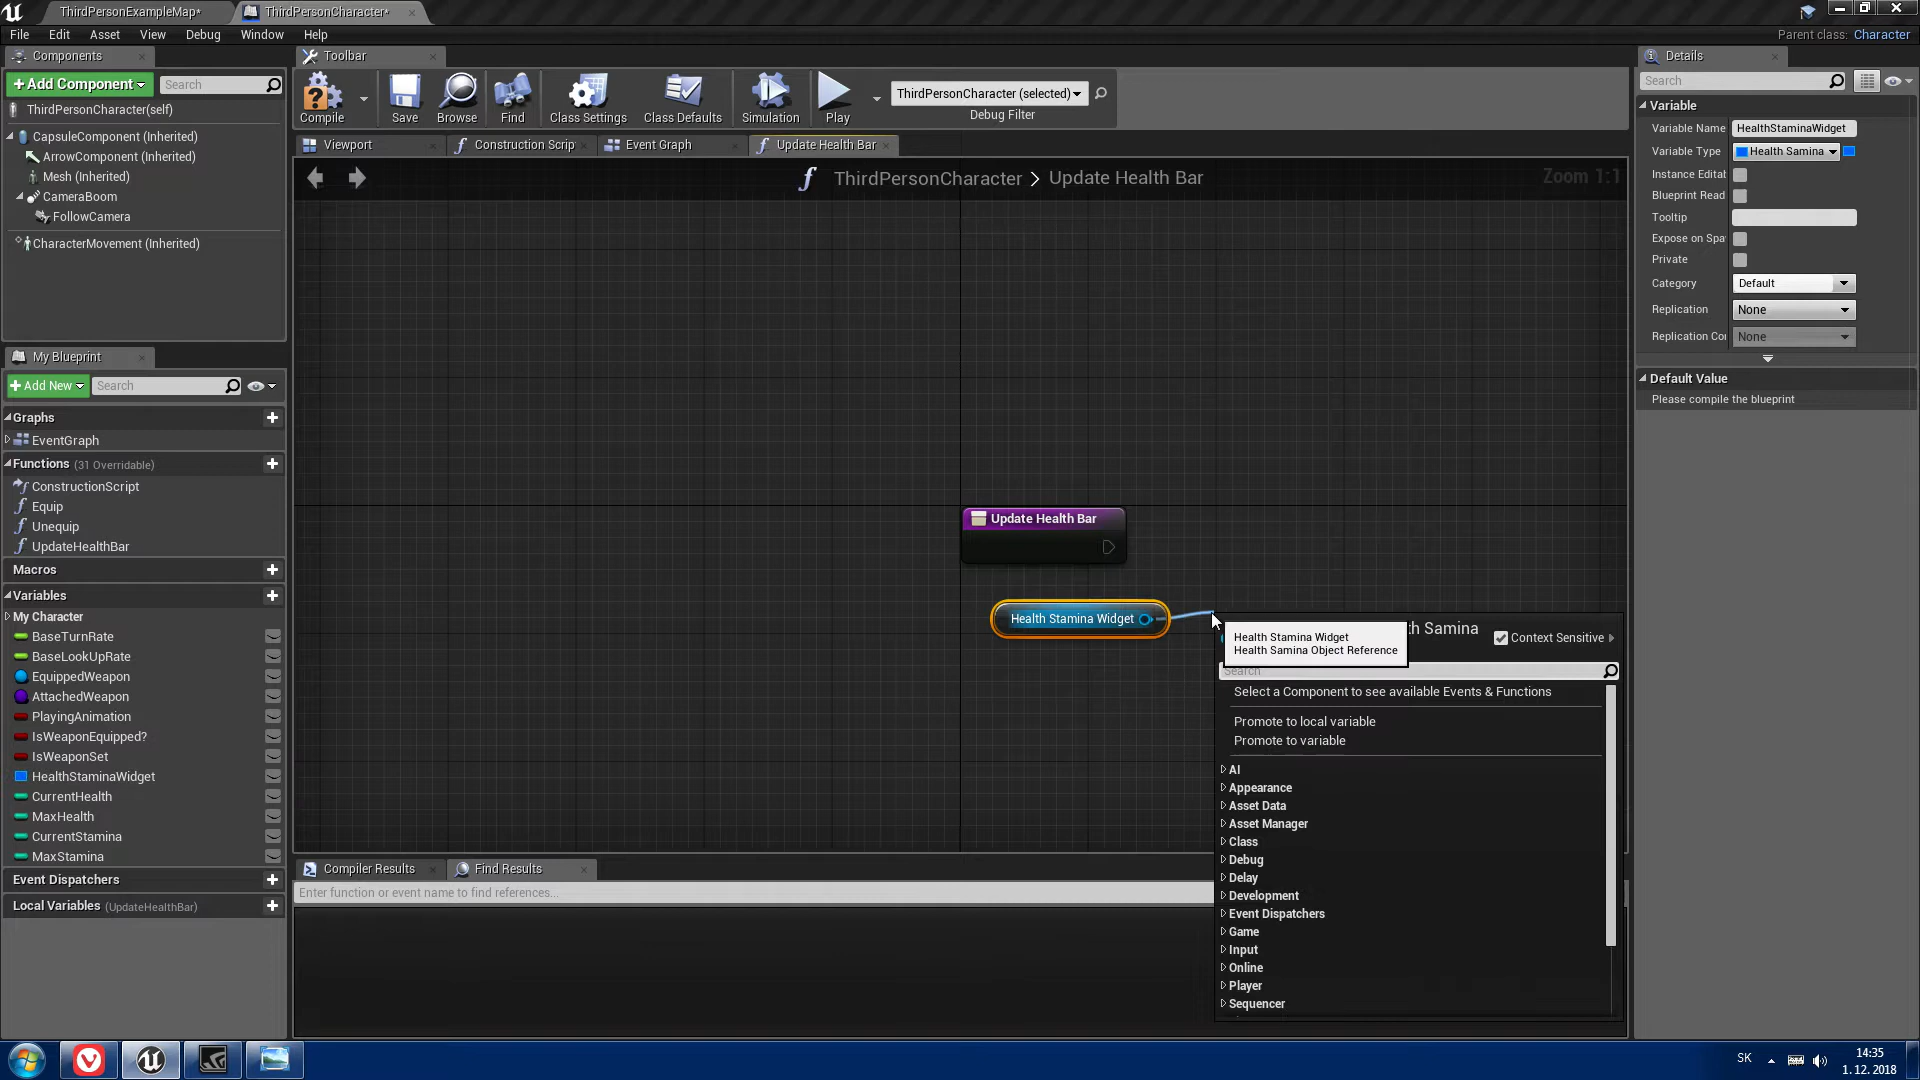 ThirdPersonExampleMap*
ThirdPersonCharacter*
File Edit Asset View Debug Window Help
Parent class: Character
Components
+Add Component
Search
ThirdPersonCharacter(self)
CapsuleComponent (Inherited)
ArrowComponent (Inherited)
Mesh (Inherited)
CameraBoom
FollowCamera
CharacterMovement (Inherited)
Toolbar
Compile
Save
Browse
Find
Class Settings
Class Defaults
Simulation
Play
ThirdPersonCharacter (selected)
Debug Filter
Viewport
Construction Scrip
Event Graph
Update Health Bar
ThirdPersonCharacter > Update Health Bar
Zoom 1:1
Update Health Bar
Health Stamina Widget
Health Stamina Widget
Health Samina Object Reference
th Samina
Context Sensitive
Search
Select a Component to see available Events & Functions
Promote to local variable
Promote to variable
AI
Appearance
Asset Data
Asset Manager
Class
Debug
Delay
Development
Event Dispatchers
Game
Input
Online
Player
Sequencer
My Blueprint
+Add New
Search
Graphs
EventGraph
Functions (31 Overridable)
ConstructionScript
Equip
Unequip
UpdateHealthBar
Macros
Variables
My Character
BaseTurnRate
BaseLookUpRate
EquippedWeapon
AttachedWeapon
PlayingAnimation
IsWeaponEquipped?
IsWeaponSet
HealthStaminaWidget
CurrentHealth
MaxHealth
CurrentStamina
MaxStamina
Event Dispatchers
Local Variables (UpdateHealthBar)
Compiler Results
Find Results
Enter function or event name to find references...
Details
Search
Variable
Variable Name HealthStaminaWidget
Variable Type Health Samina
Instance Editat
Blueprint Read
Tooltip
Expose on Spa
Private
Category Default
Replication None
Replication Coi None
Default Value
Please compile the blueprint
SK
14:35
1. 12. 2018